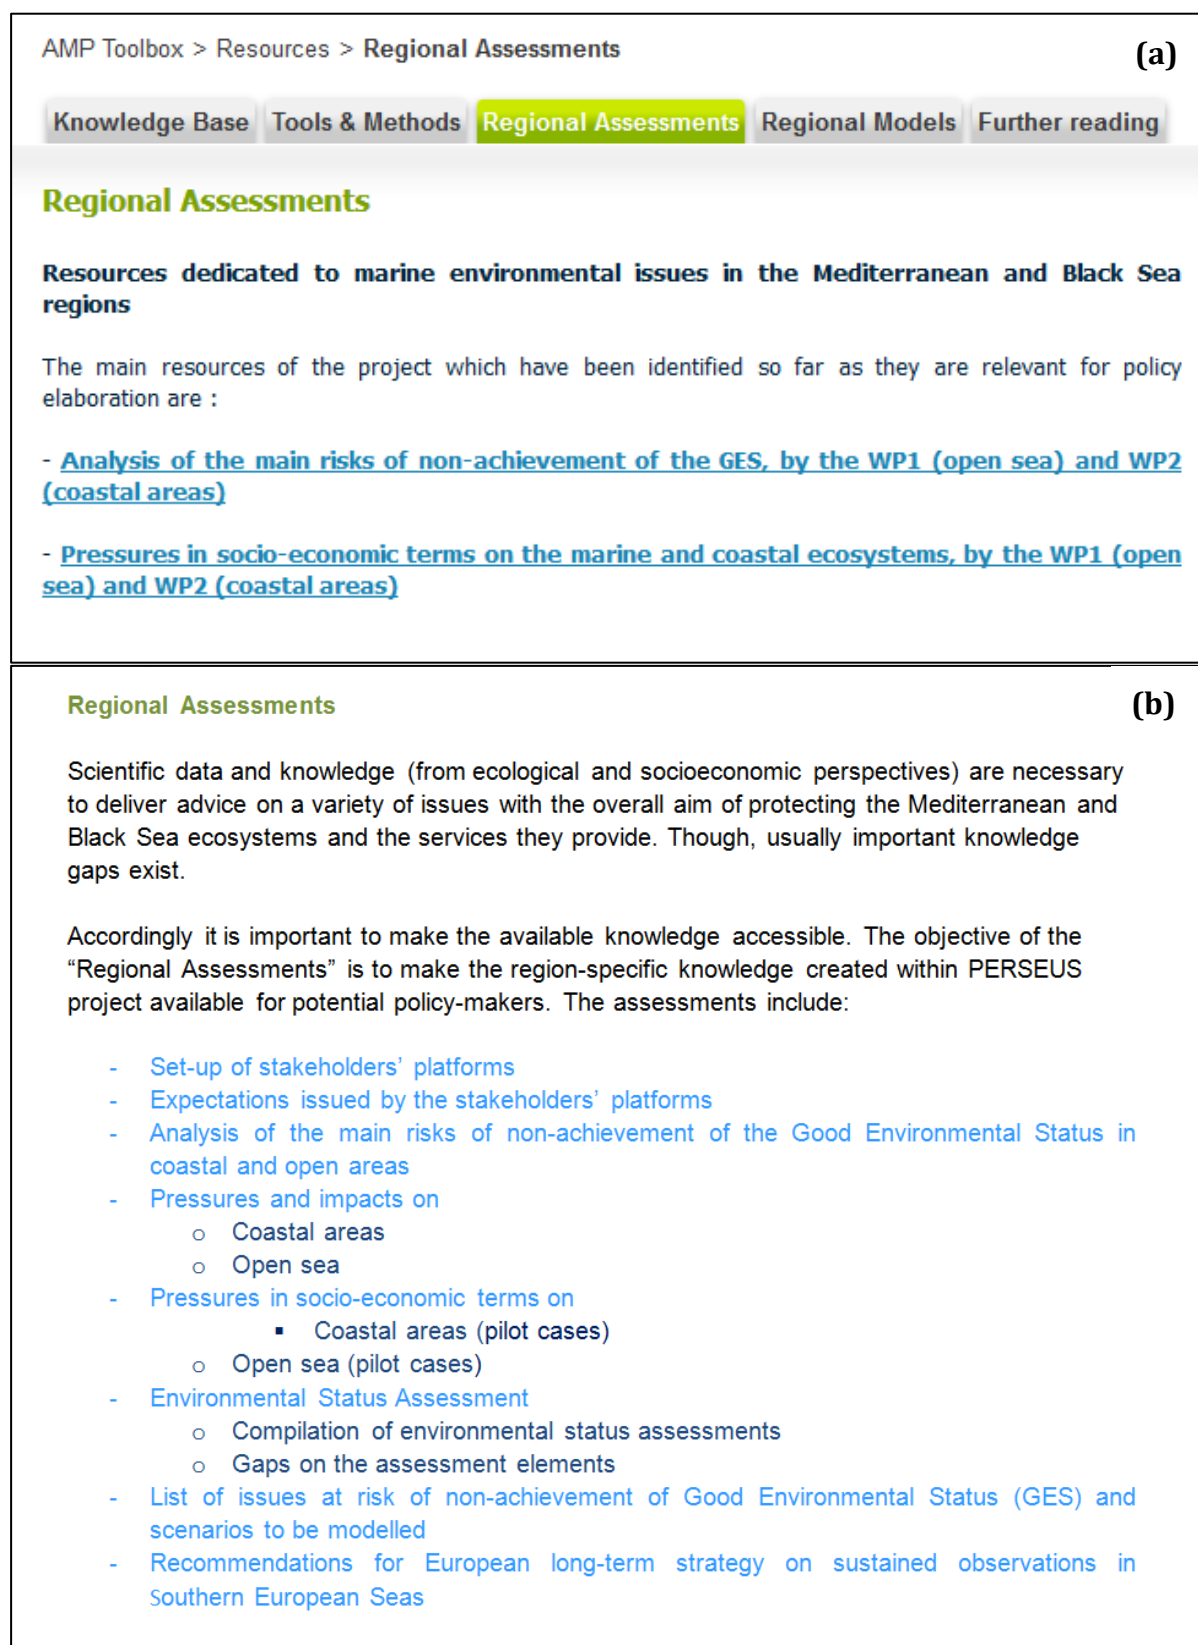 AMP Toolbox > Resources > Regional Assessments
(a)
Knowledge Base Tools & Methods Regional Assessments Regional Models Further reading
Regional Assessments
Resources dedicated to marine environmental issues in the Mediterranean and Black Sea
regions
The main resources of the project which have been identified so far as they are relevant for policy
elaboration are :
- Analysis of the main risks of non-achievement of the GES, by the WP1 (open sea) and WP2
(coastal areas)
- Pressures in socio-economic terms on the marine and coastal ecosystems, by the WP1 (open
sea) and WP2 (coastal areas)
Regional Assessments
(b)
Scientific data and knowledge (from ecological and socioeconomic perspectives) are necessary
to deliver advice on a variety of issues with the overall aim of protecting the Mediterranean and
Black Sea ecosystems and the services they provide. Though, usually important knowledge
gaps exist.
Accordingly it is important to make the available knowledge accessible. The objective of the
“Regional Assessments” is to make the region-specific knowledge created within PERSEUS
project available for potential policy-makers. The assessments include:
- Set-up of stakeholders’ platforms
- Expectations issued by the stakeholders’ platforms
- Analysis of the main risks of non-achievement of the Good Environmental Status in
coastal and open areas
- Pressures and impacts on
o Coastal areas
o Open sea
- Pressures in socio-economic terms on
▪ Coastal areas (pilot cases)
o Open sea (pilot cases)
- Environmental Status Assessment
o Compilation of environmental status assessments
o Gaps on the assessment elements
- List of issues at risk of non-achievement of Good Environmental Status (GES) and
scenarios to be modelled
- Recommendations for European long-term strategy on sustained observations in
Southern European Seas